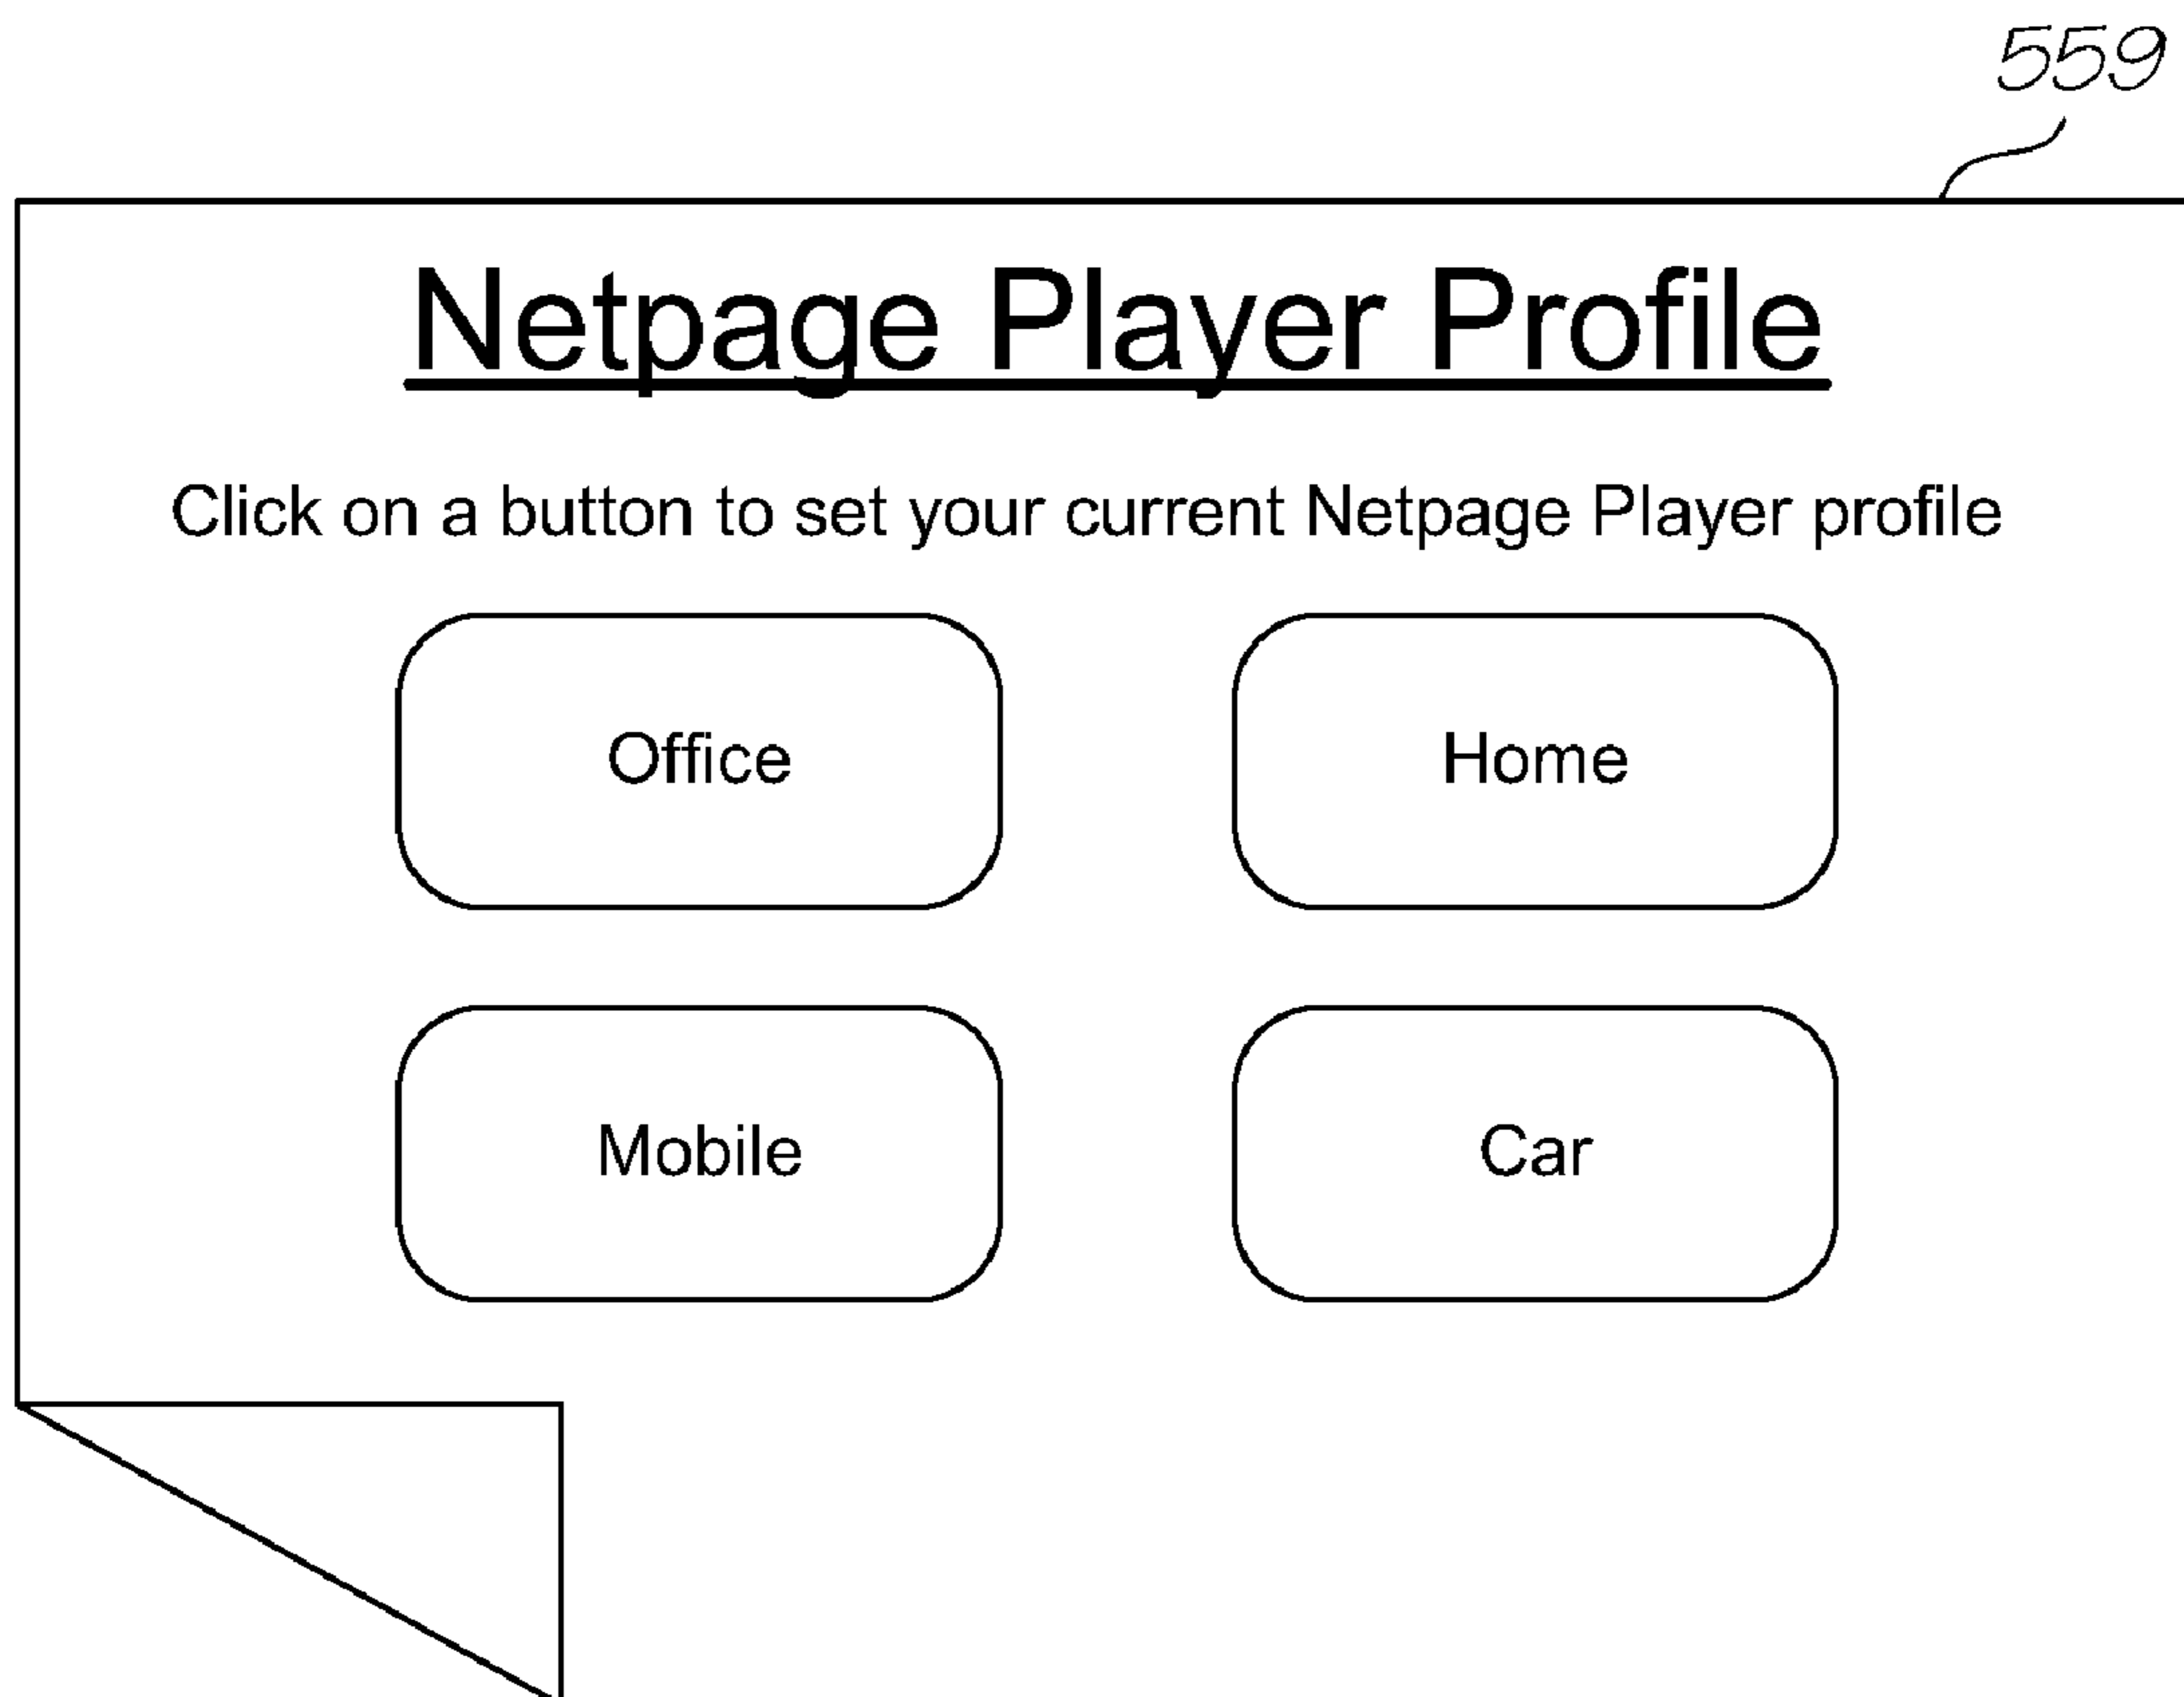 559
Netpage Player Profile
Click on a button to set your current Netpage Player profile
Office Home
Mobile Car